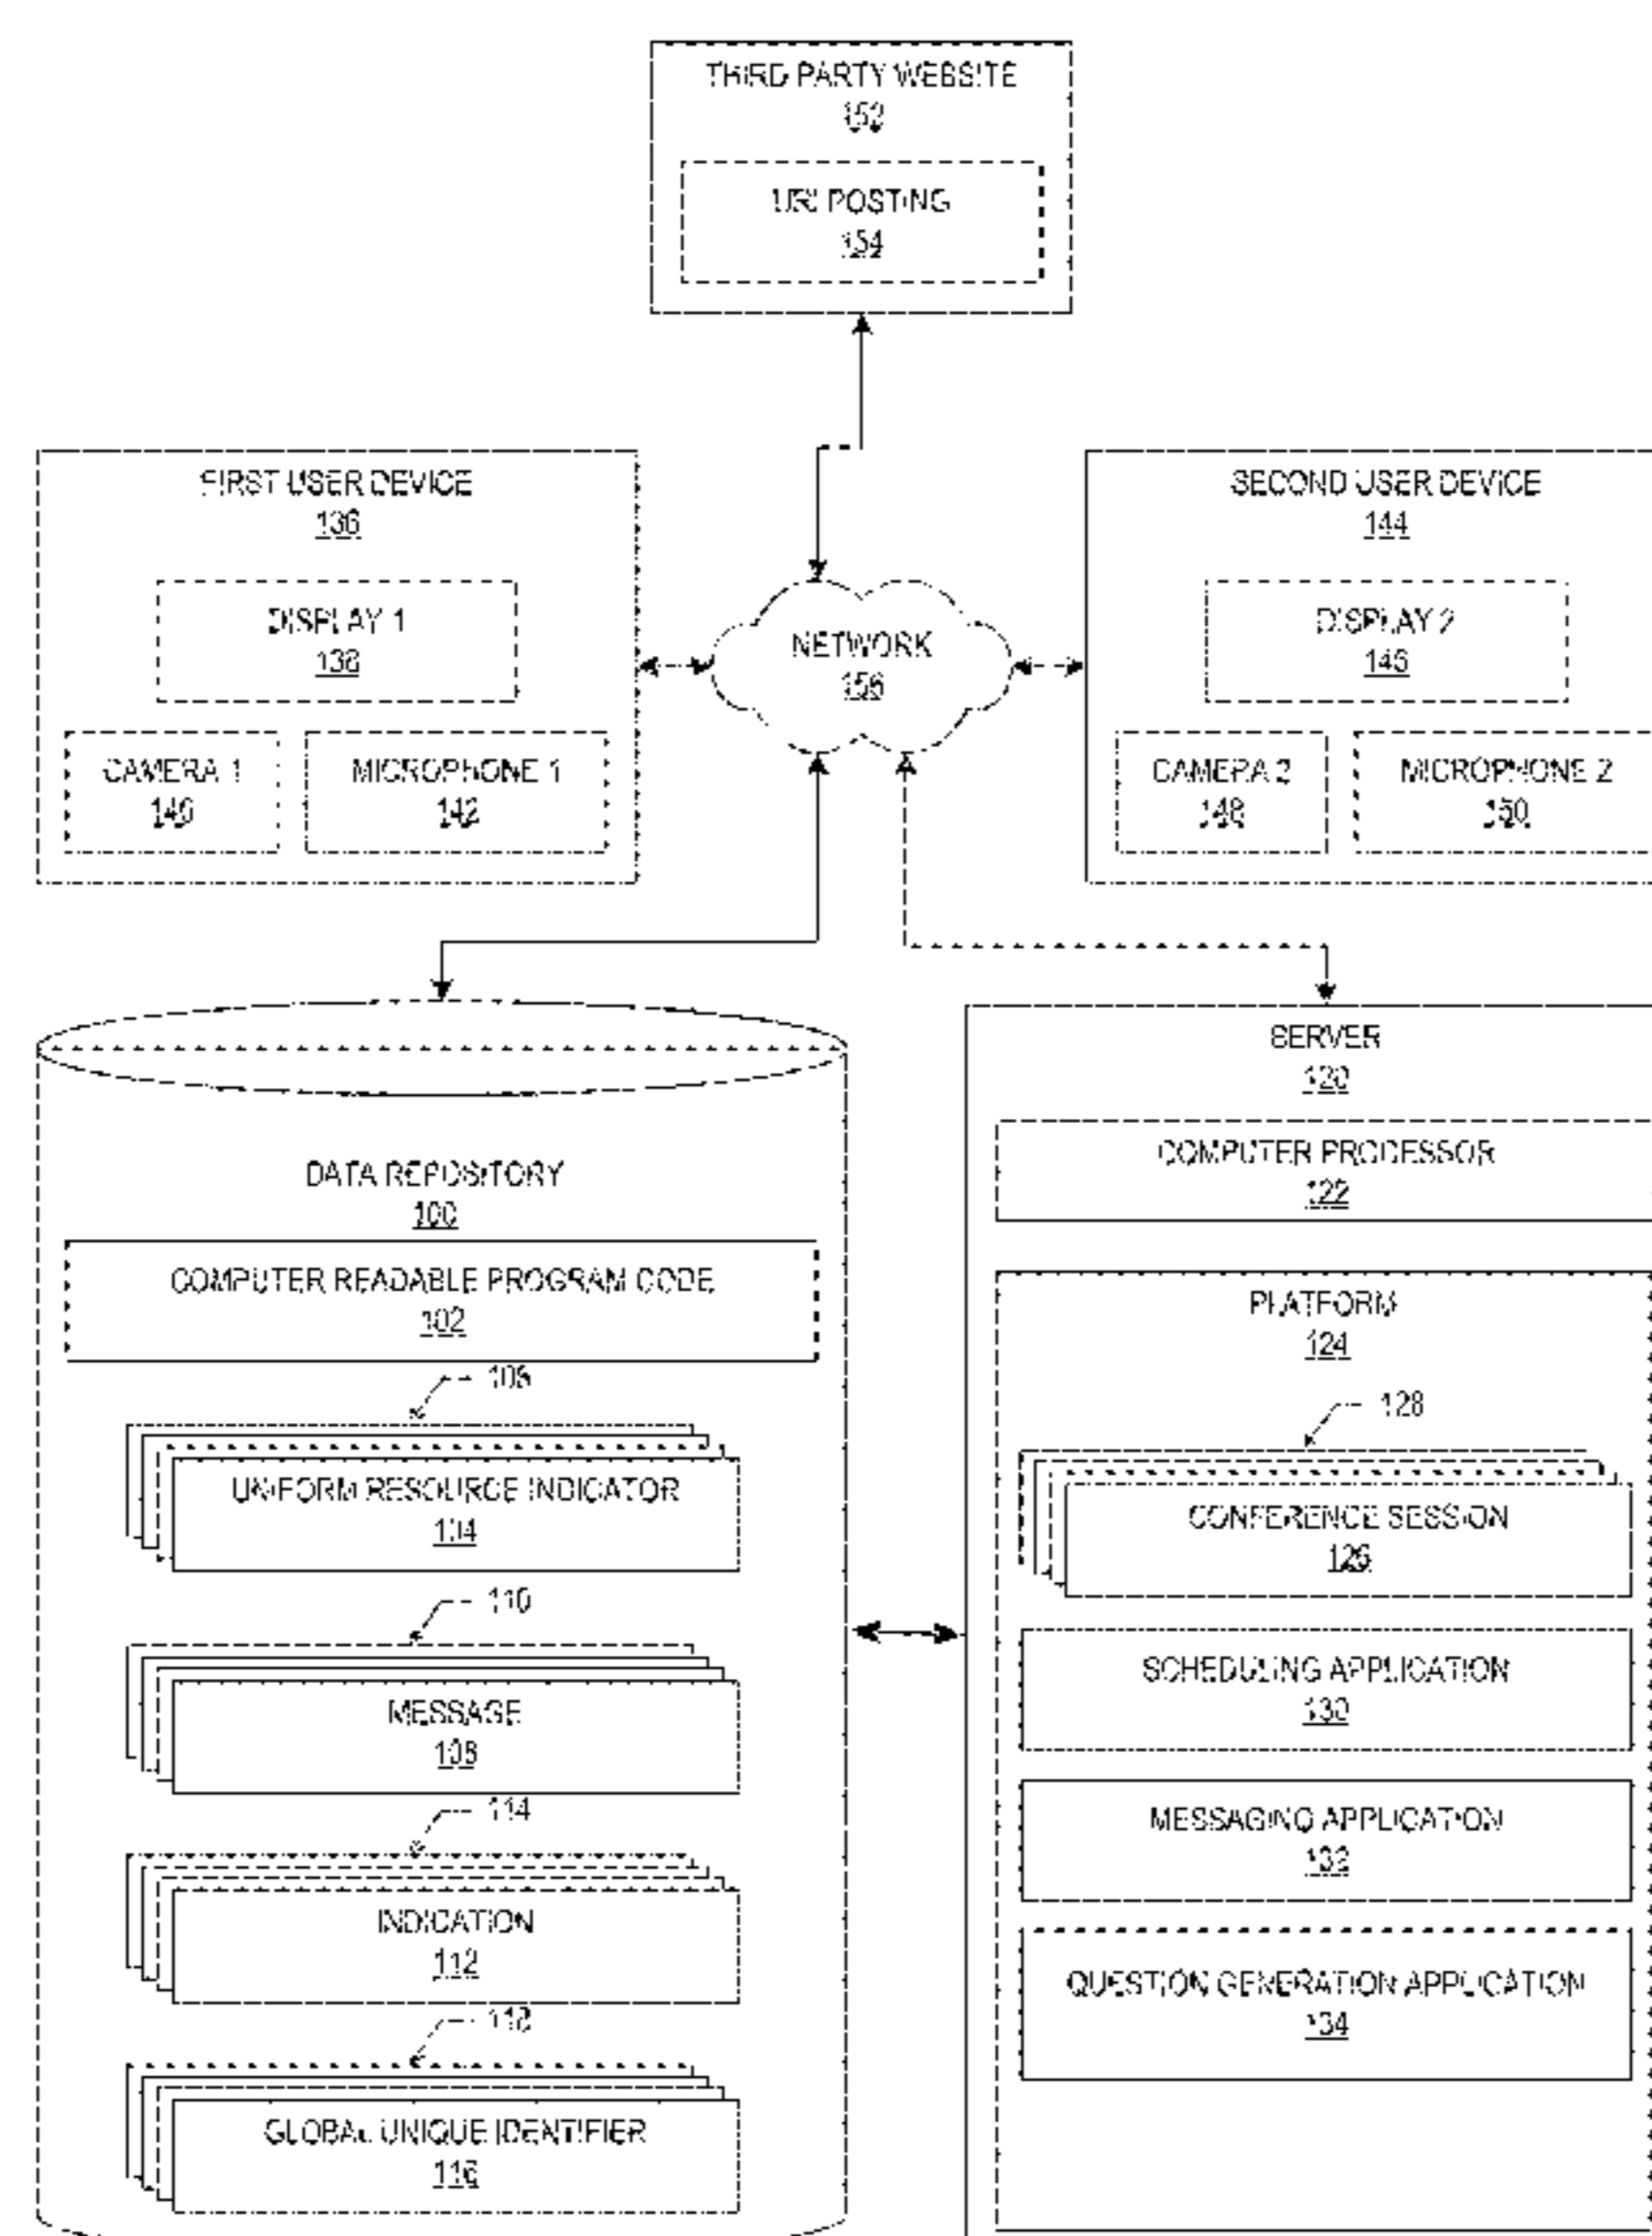 THIRD PARTY WEBSITE
152
URI POSTING
154
FIRST USER DEVICE
136
DISPLAY 1
138
CAMERA 1
140
MICROPHONE 1
142
NETWORK
156
SECOND USER DEVICE
144
DISPLAY 2
146
CAMERA 2
148
MICROPHONE 2
150
DATA REPOSITORY
100
COMPUTER READABLE PROGRAM CODE
102
106
UNIFORM RESOURCE INDICATOR
104
110
MESSAGE
108
114
INDICATION
112
118
GLOBAL UNIQUE IDENTIFIER
116
SERVER
120
COMPUTER PROCESSOR
122
PLATFORM
124
128
CONFERENCE SESSION
126
SCHEDULING APPLICATION
130
MESSAGING APPLICATION
132
QUESTION GENERATION APPLICATION
134